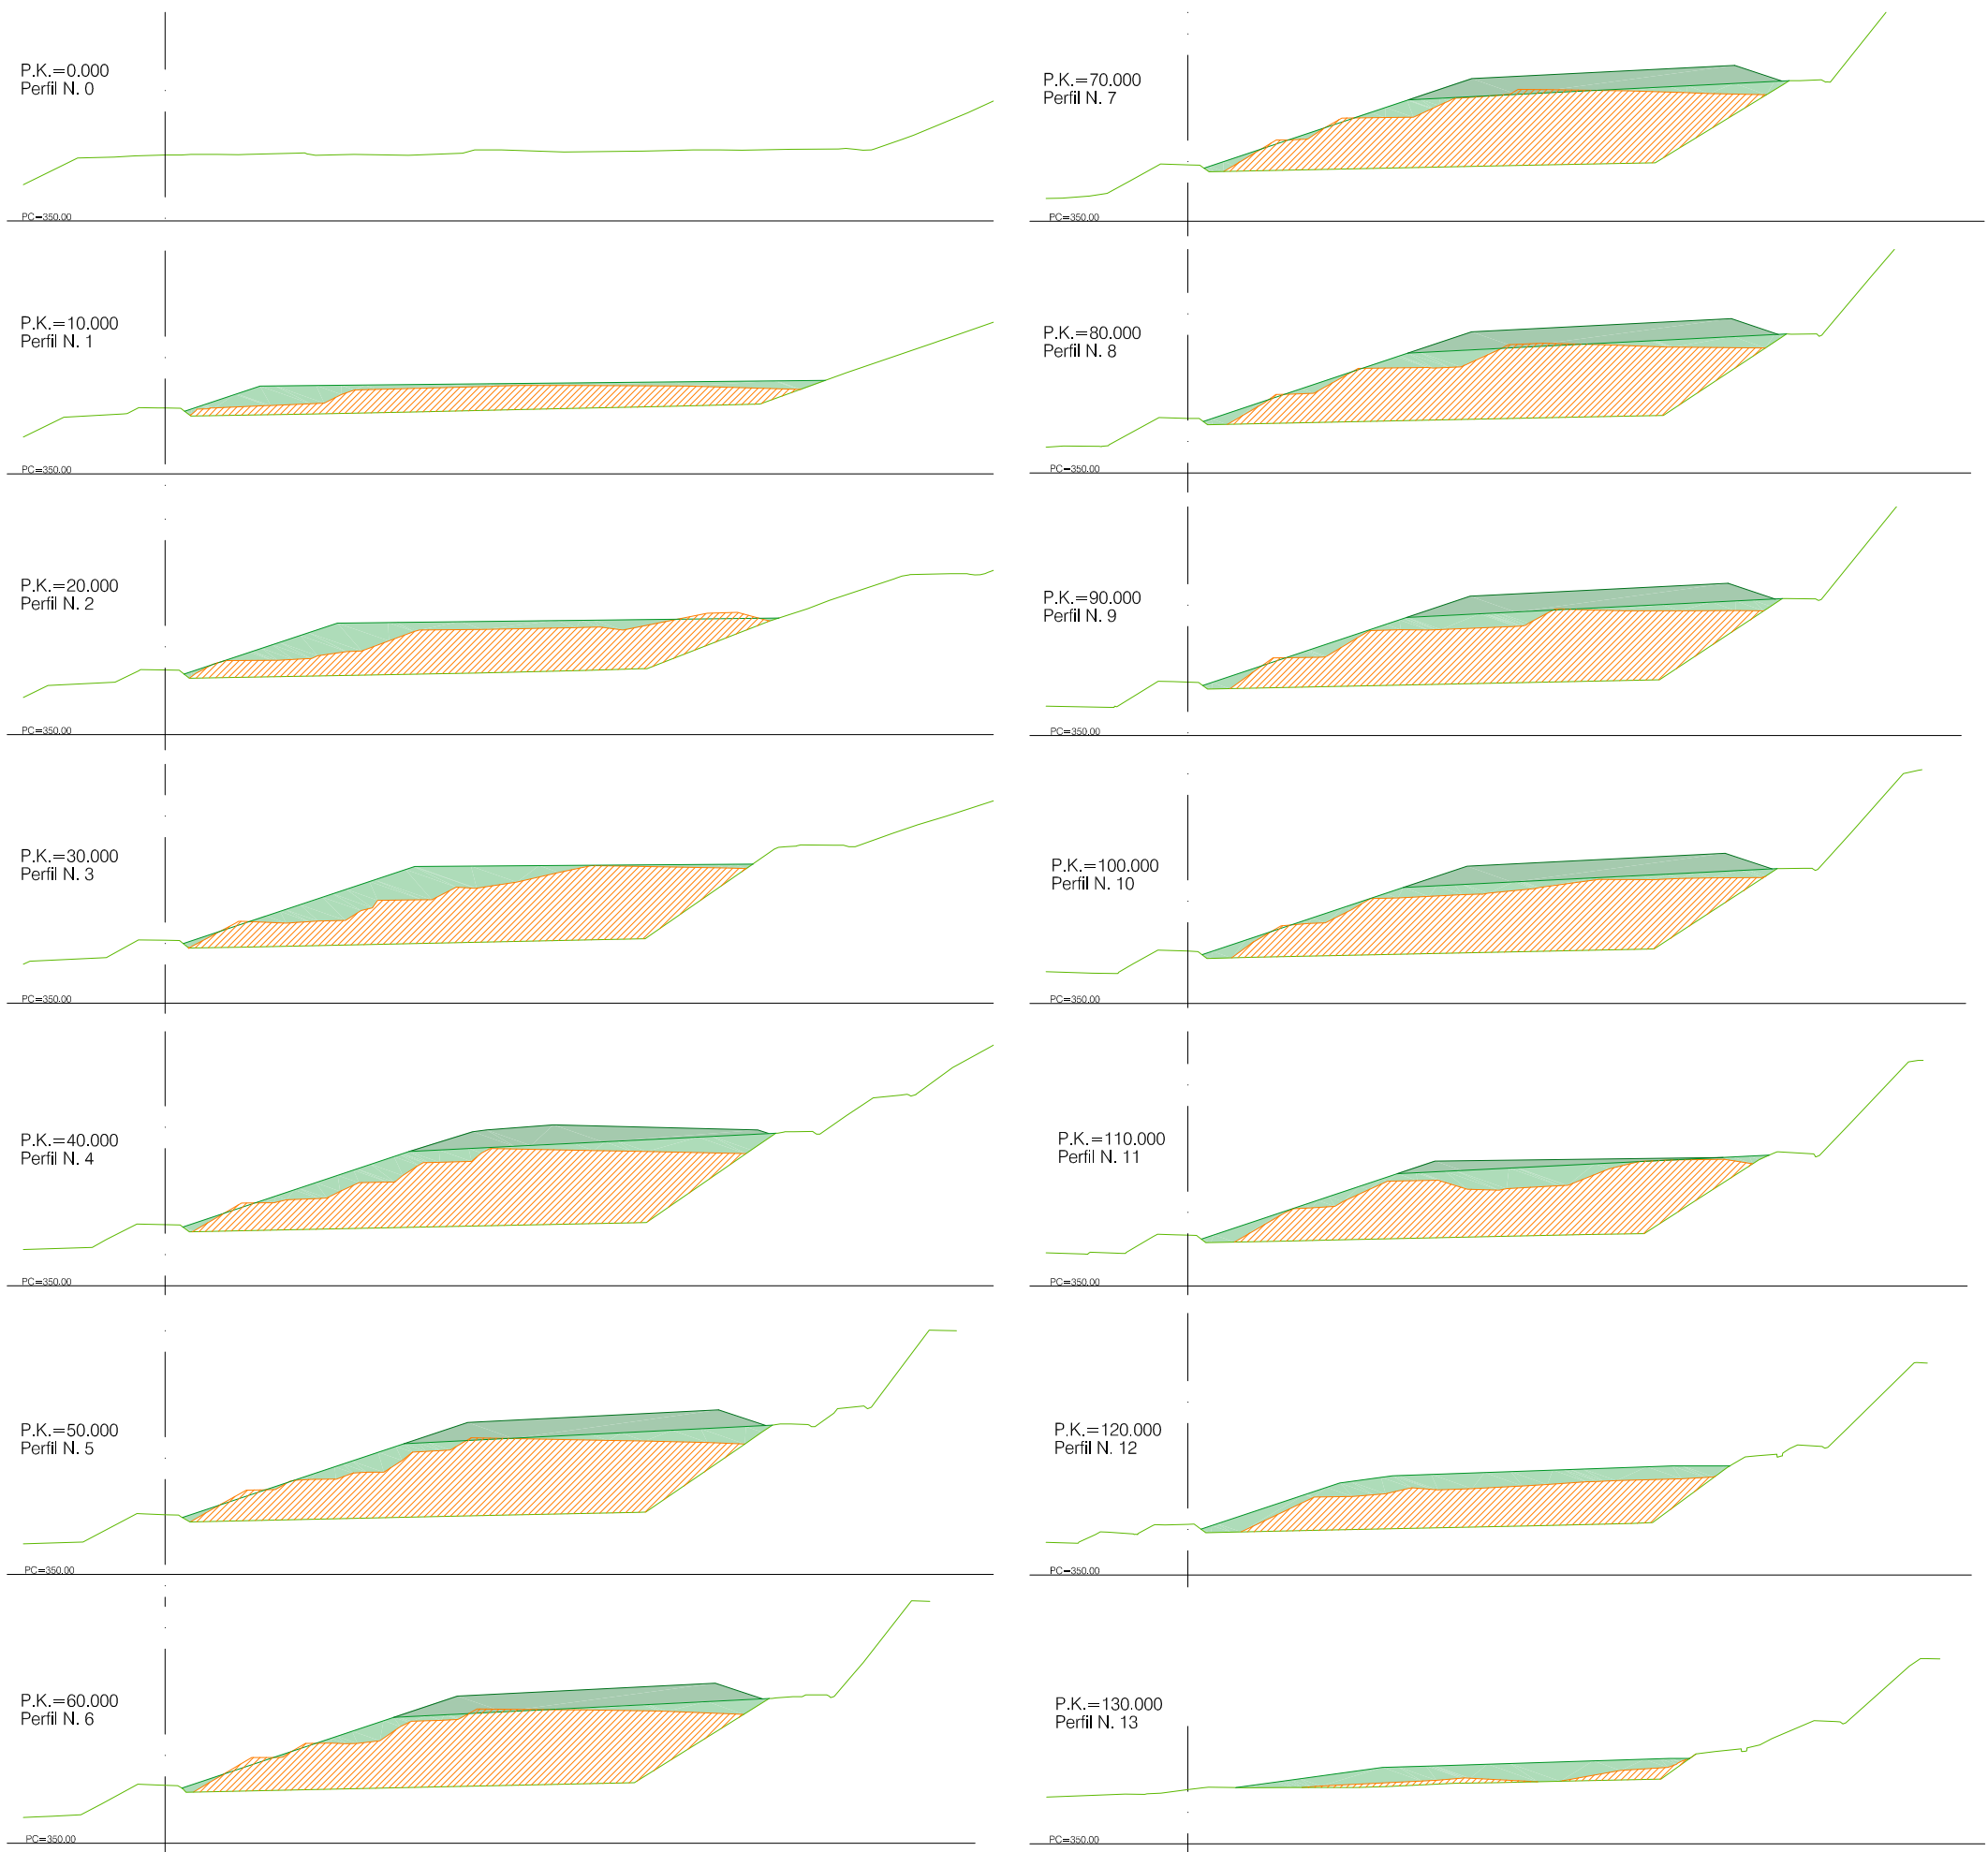 P.K.=0.000
Perfil N. 0
PC=350.00
P.K.=10.000
Perfil N. 1
PC=350.00
P.K.=20.000
Perfil N. 2
PC=350.00
P.K.=30.000
Perfil N. 3
PC=350.00
P.K.=40.000
Perfil N. 4
PC=350.00
P.K.=50.000
Perfil N. 5
PC=350.00
P.K.=60.000
Perfil N. 6
PC=350.00
P.K.=70.000
Perfil N. 7
PC=350.00
P.K.=80.000
Perfil N. 8
PC=350.00
P.K.=90.000
Perfil N. 9
PC=350.00
P.K.=100.000
Perfil N. 10
PC=350.00
P.K.=110.000
Perfil N. 11
PC=350.00
P.K.=120.000
Perfil N. 12
PC=350.00
P.K.=130.000
Perfil N. 13
PC=350.00